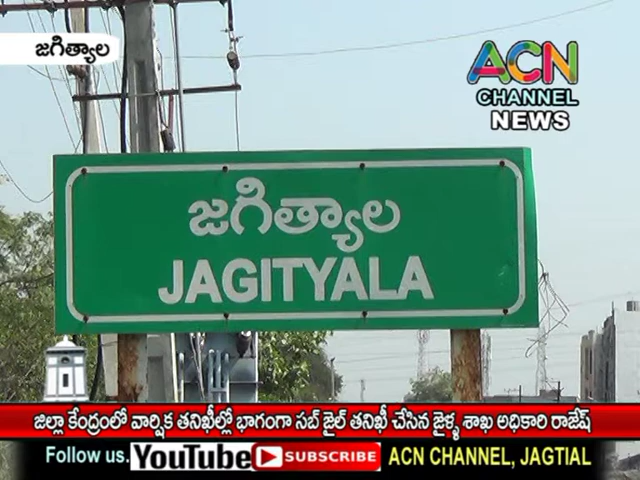 జగిత్యాల
ACN
CHANNEL
NEWS
జగిత్యాల
JAGITYALA
జిల్లా కేంద్రంలో వార్షిక తనిఖీల్లో భాగంగా సబ్ జైల్ తనిఖీ చేసిన జైళ్ళ శాఖ అధికారి రాజేష్
Follow us. YouTube SUBSCRIBE ACN CHANNEL, JAGTIAL